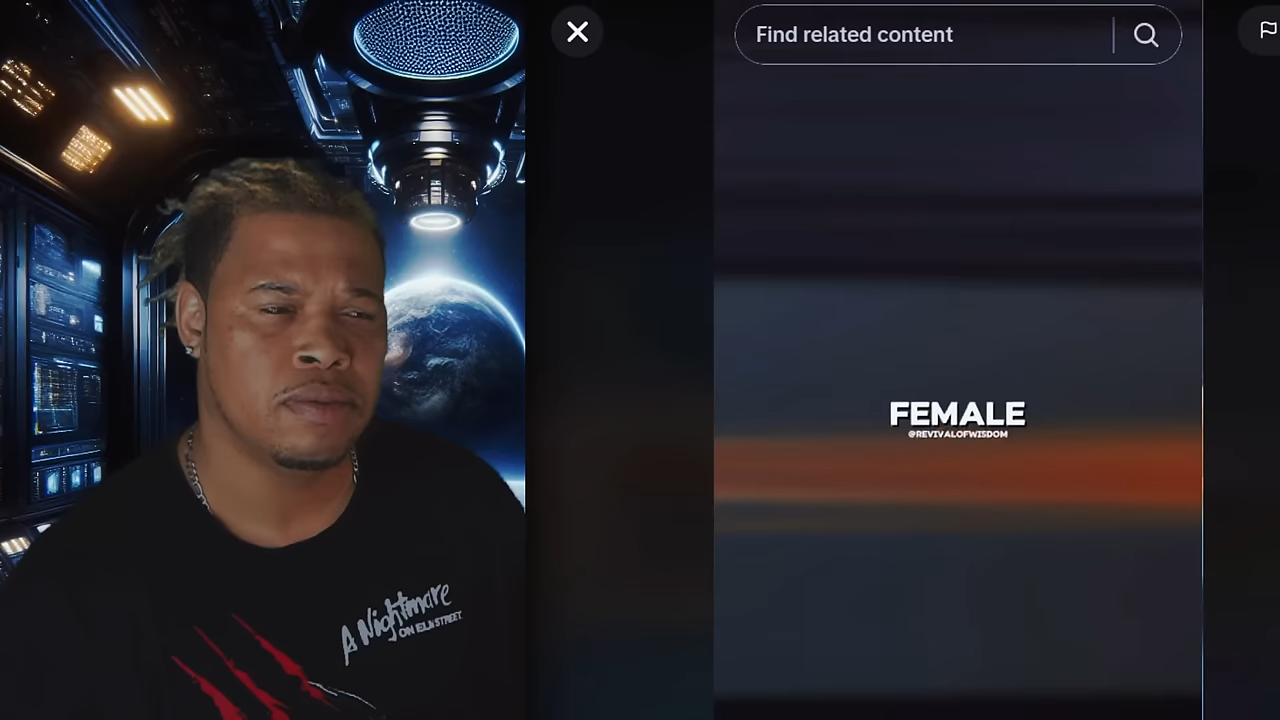 Find related content
FEMALE
@REVIVALOFWISDOM
A Nightmare
ON ELM STREET